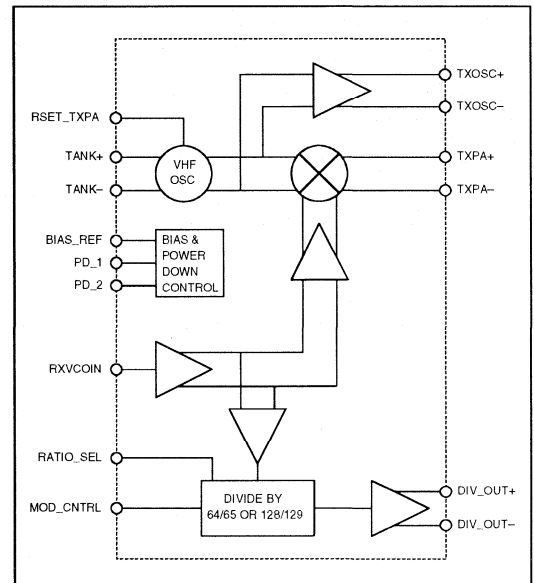 TXOSC+
TXOSC–
RSET_TXPA
TANK+
VHF
OSC
TXPA+
TANK–
TXPA–
BIAS_REF
PD_1
PD_2
BIAS &
POWER
DOWN
CONTROL
RXVCOIN
RATIO_SEL
MOD_CNTRL
DIVIDE BY
64/65 OR 128/129
DIV_OUT+
DIV_OUT–